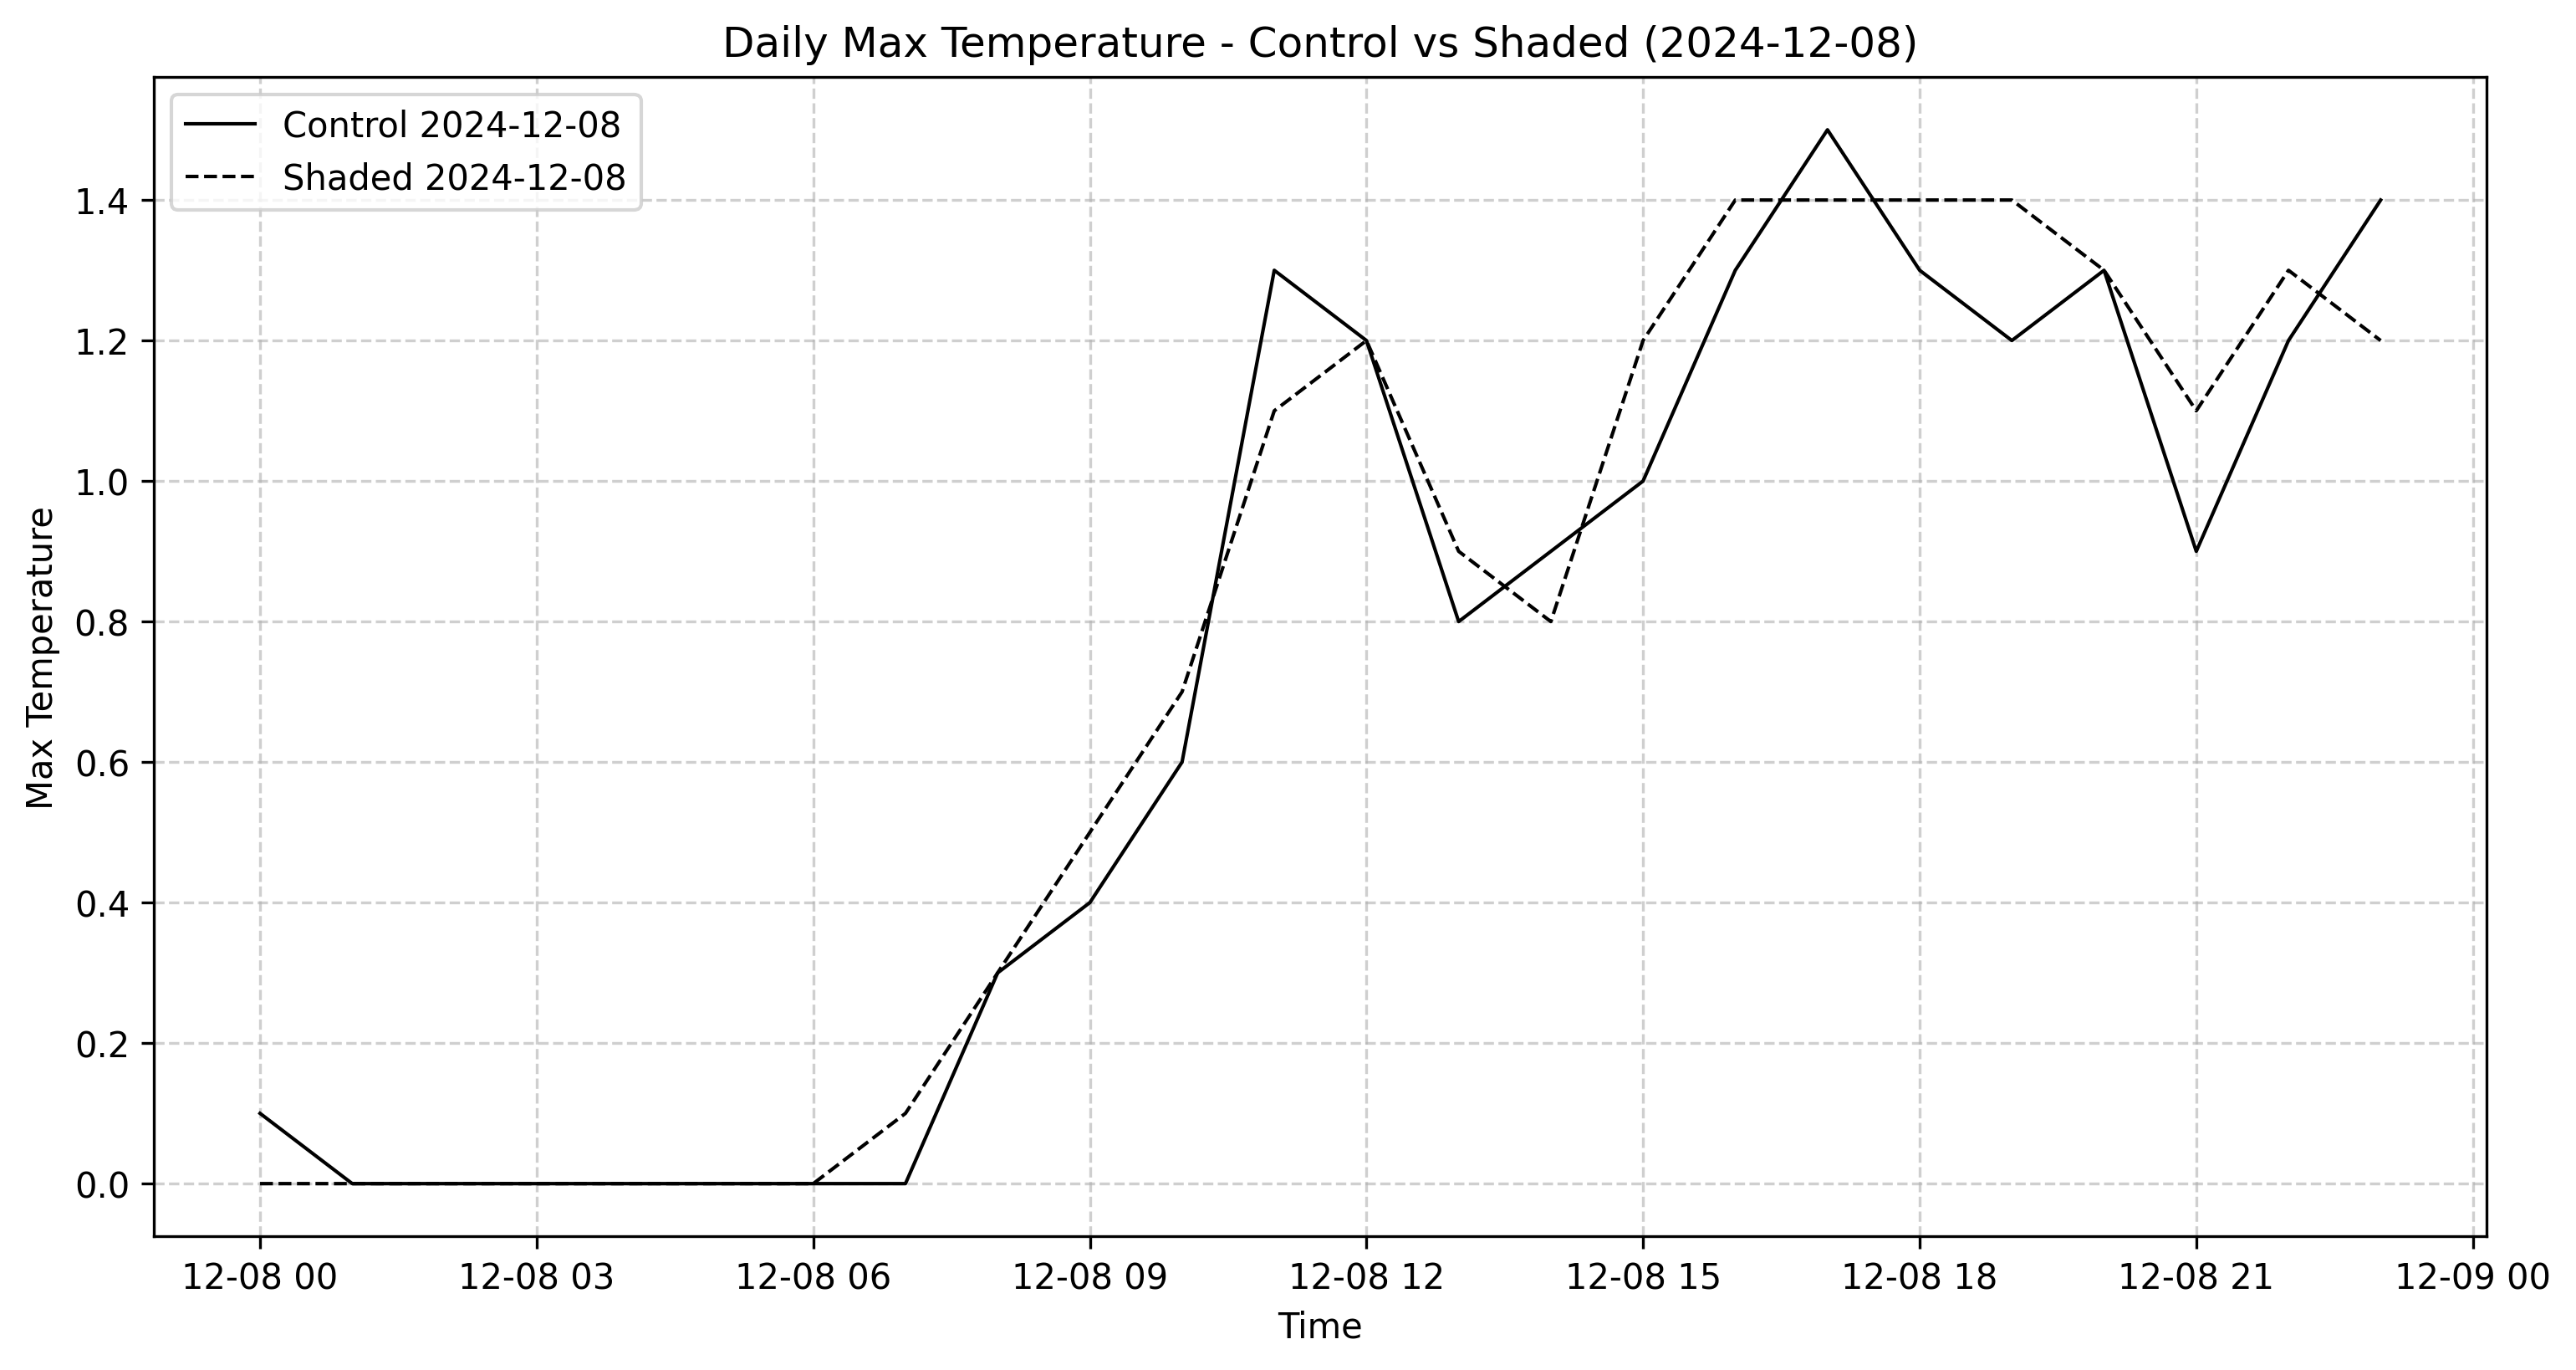 Daily Max Temperature - Control vs Shaded (2024-12-08)
Control 2024-12-08
Shaded 2024-12-08
Max Temperature
1.4
1.2
1.0
0.8
0.6
0.4
0.2
0.0
12-08 00 12-08 03 12-08 06 12-08 09 12-08 12 12-08 15 12-08 18 12-08 21 12-09 00
Time